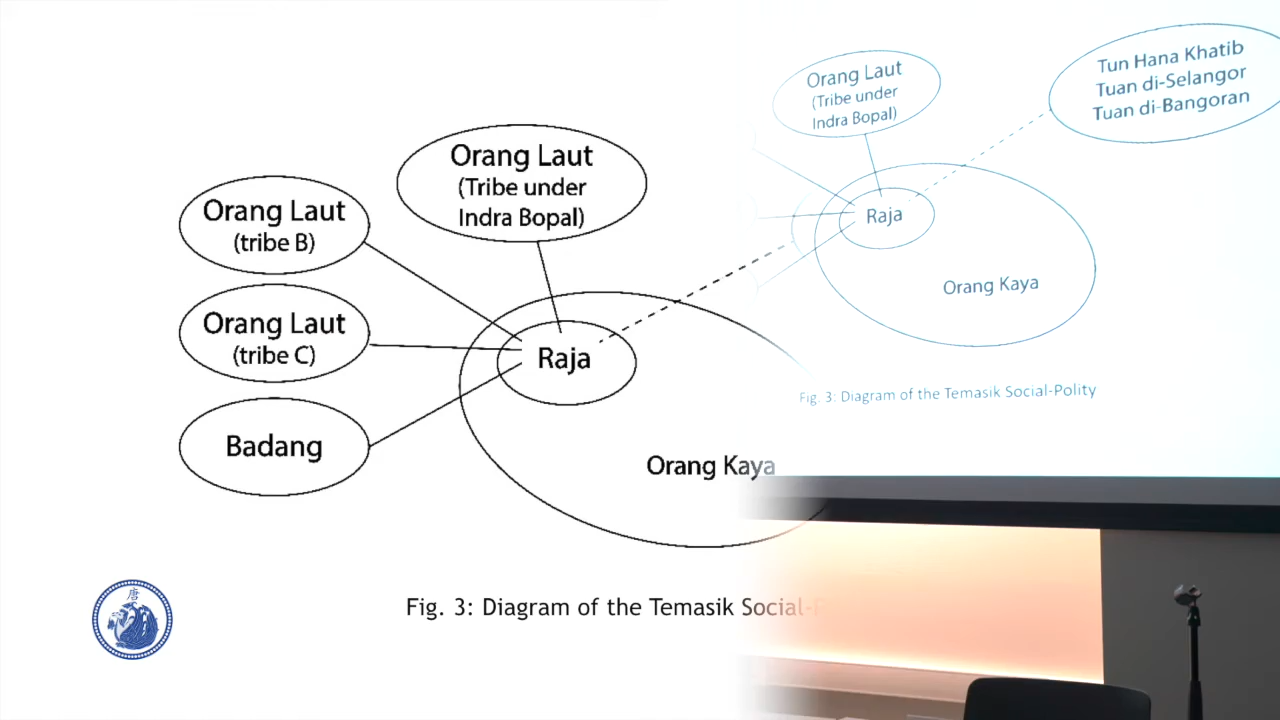 Orang Laut
(Tribe under
Indra Bopal)
Orang Laut
(tribe B)
Orang Laut
(tribe C)
Badang
Raja
Orang Kaya
Fig. 3: Diagram of the Temasik Social-
唐
Orang Laut
(Tribe under
Indra Bopal)
Tun Hana Khatib
Tuan di-Selangor
Tuan di-Bangoran
Raja
Orang Kaya
Fig. 3: Diagram of the Temasik Social-Polity